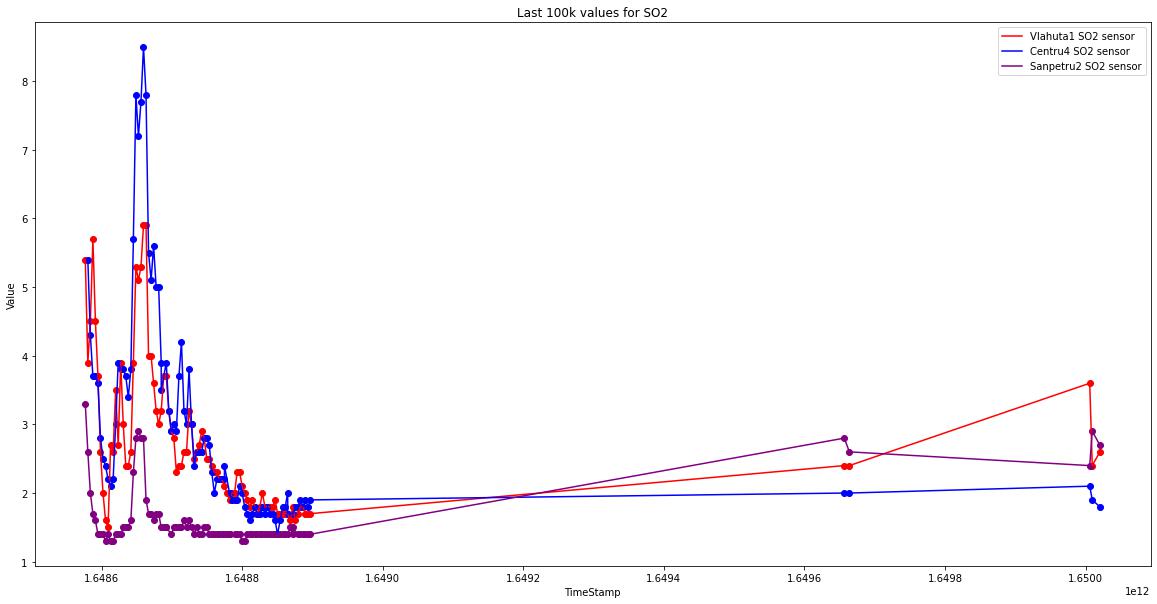 Last 100k values for SO2
Vlahuta1 SO2 sensor
Centru4 SO2 sensor
Sanpetru2 SO2 sensor
Value
8
7
6
5
4
3
2
1
1.6486
1.6488
1.6490
1.6492
1.6494
1.6496
1.6498
1.6500
1e12
TimeStamp